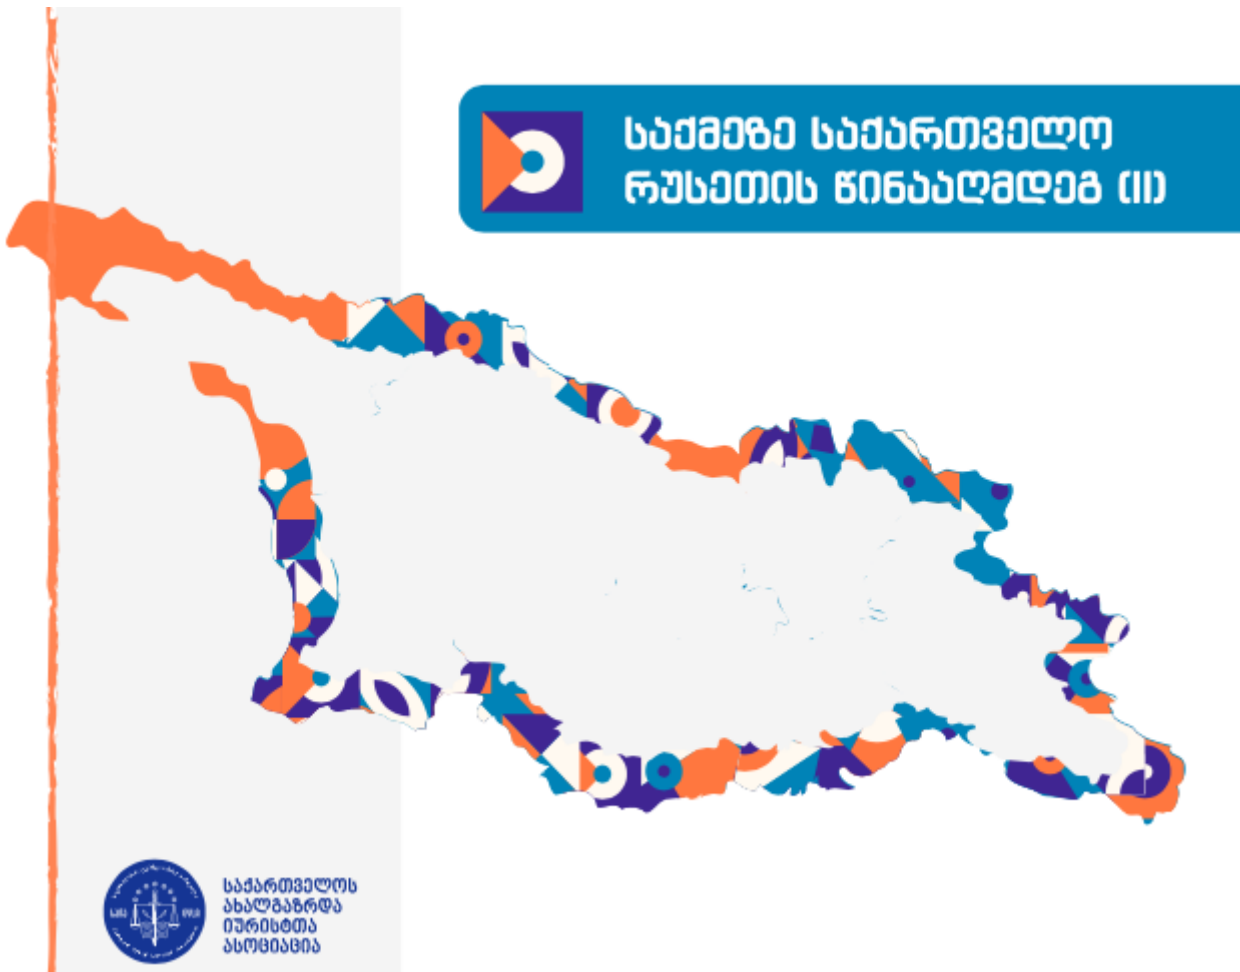 საქმეზე საქართველო
რუსეთის წინააღმდეგ (II)
საქართველოს
ახალგაზრდა
იურისტთა
ასოციაცია